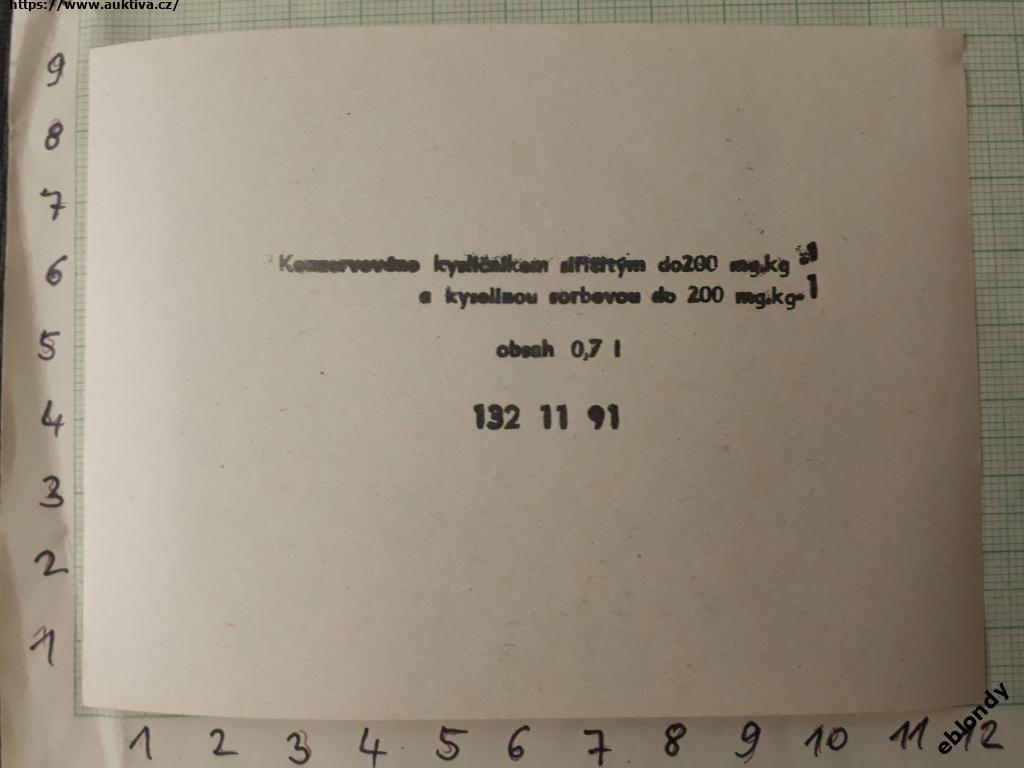 https://www.auktiva.cz/
9
8
7
6
5
4
3
2
1
Konzervováno kysličníkem siřičitým do200 mg.kg-1
a kyselinou sorbovou do 200 mg.kg-1
obsah 0,7 l
132 11 91
1 2 3 4 5 6 7 8 9 10 11 12
eblondy